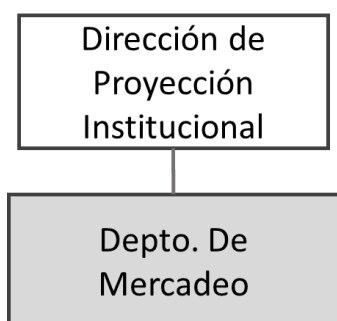 Dirección de
Proyección
Institucional
Depto. De
Mercadeo